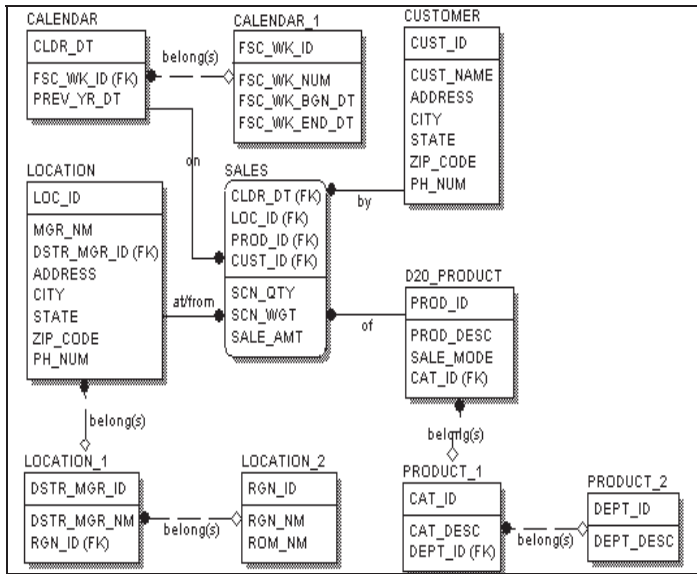 CALENDAR
CLDR_DT
FSC_WK_ID (FK)
PREV_YR_DT
belong(s)
CALENDAR_1
FSC_WK_ID
FSC_WK_NUM
FSC_WK_BGN_DT
FSC_WK_END_DT
CUSTOMER
CUST_ID
CUST_NAME
ADDRESS
CITY
STATE
ZIP_CODE
PH_NUM
on
by
LOCATION
LOC_ID
MGR_NM
DSTR_MGR_ID (FK)
ADDRESS
CITY
STATE
ZIP_CODE
PH_NUM
at/from
SALES
CLDR_DT (FK)
LOC_ID (FK)
PROD_ID (FK)
CUST_ID (FK)
SCN_QTY
SCN_WGT
SALE_AMT
of
D20_PRODUCT
PROD_ID
PROD_DESC
SALE_MODE
CAT_ID (FK)
belong(s)
belong(s)
LOCATION_1
DSTR_MGR_ID
DSTR_MGR_NM
RGN_ID (FK)
belong(s)
LOCATION_2
RGN_ID
RGN_NM
ROM_NM
PRODUCT_1
CAT_ID
CAT_DESC
DEPT_ID (FK)
belong(s)
PRODUCT_2
DEPT_ID
DEPT_DESC